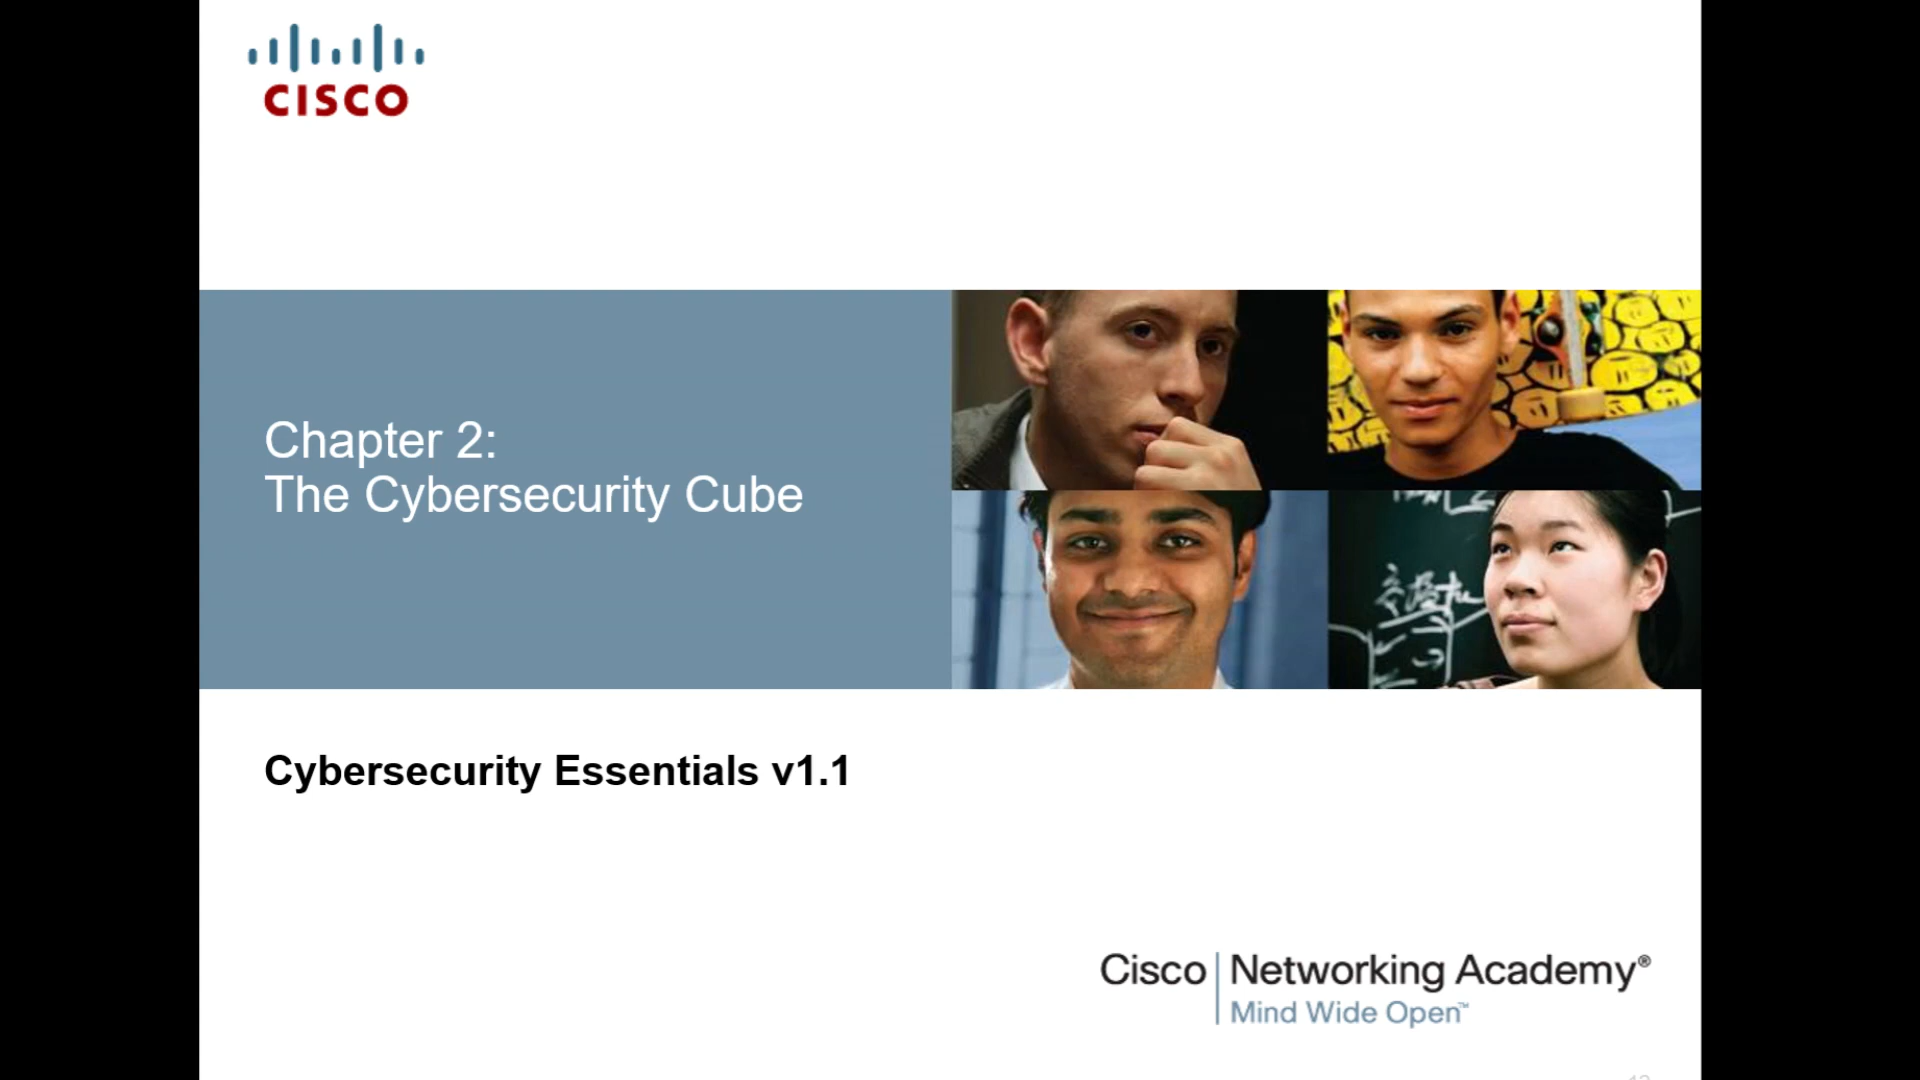 CISCO
Chapter 2:
The Cybersecurity Cube
Cybersecurity Essentials v1.1
Cisco Networking Academy®
Mind Wide Open™